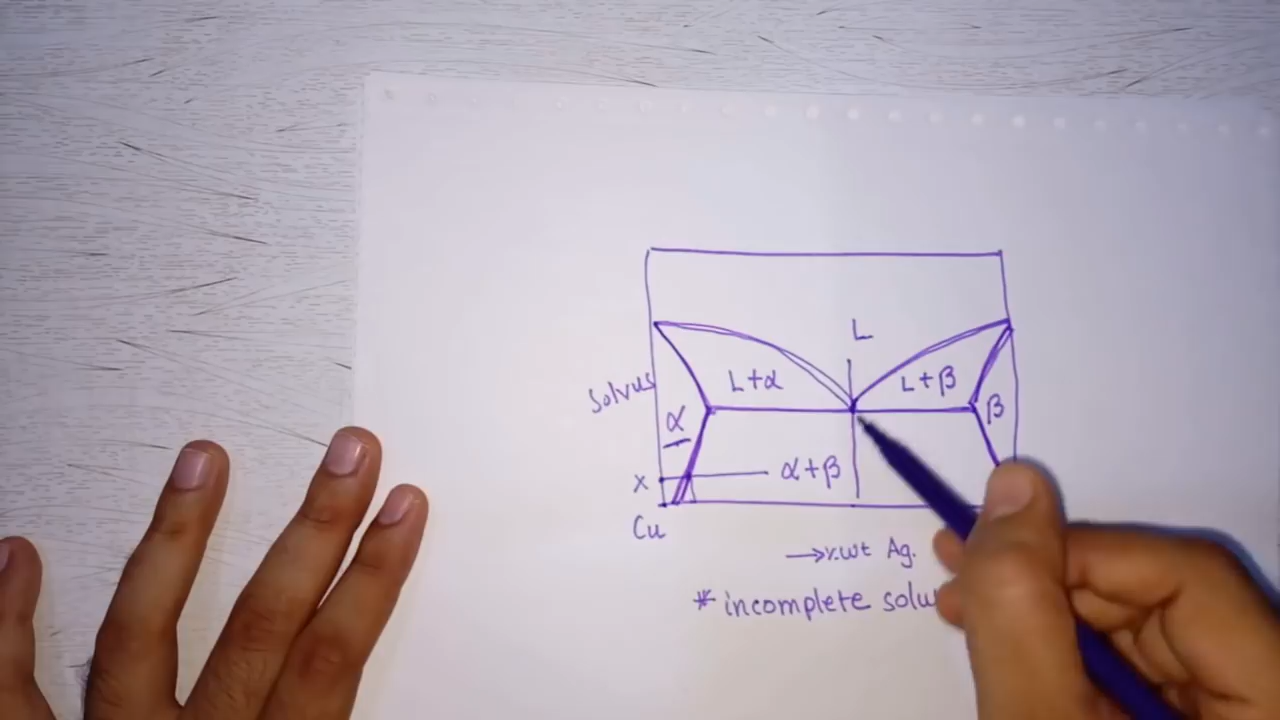 L
L+α
L+β
Solvus
α
β
x
α+β
Cu
→%wt Ag.
* incomplete